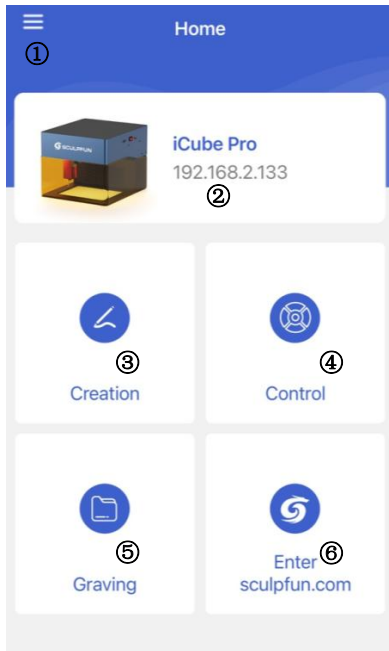 Home
①
SCULPFUN
iCube Pro
192.168.2.133
②
③
Creation
④
Control
⑤
Graving
⑥
Enter
sculpfun.com